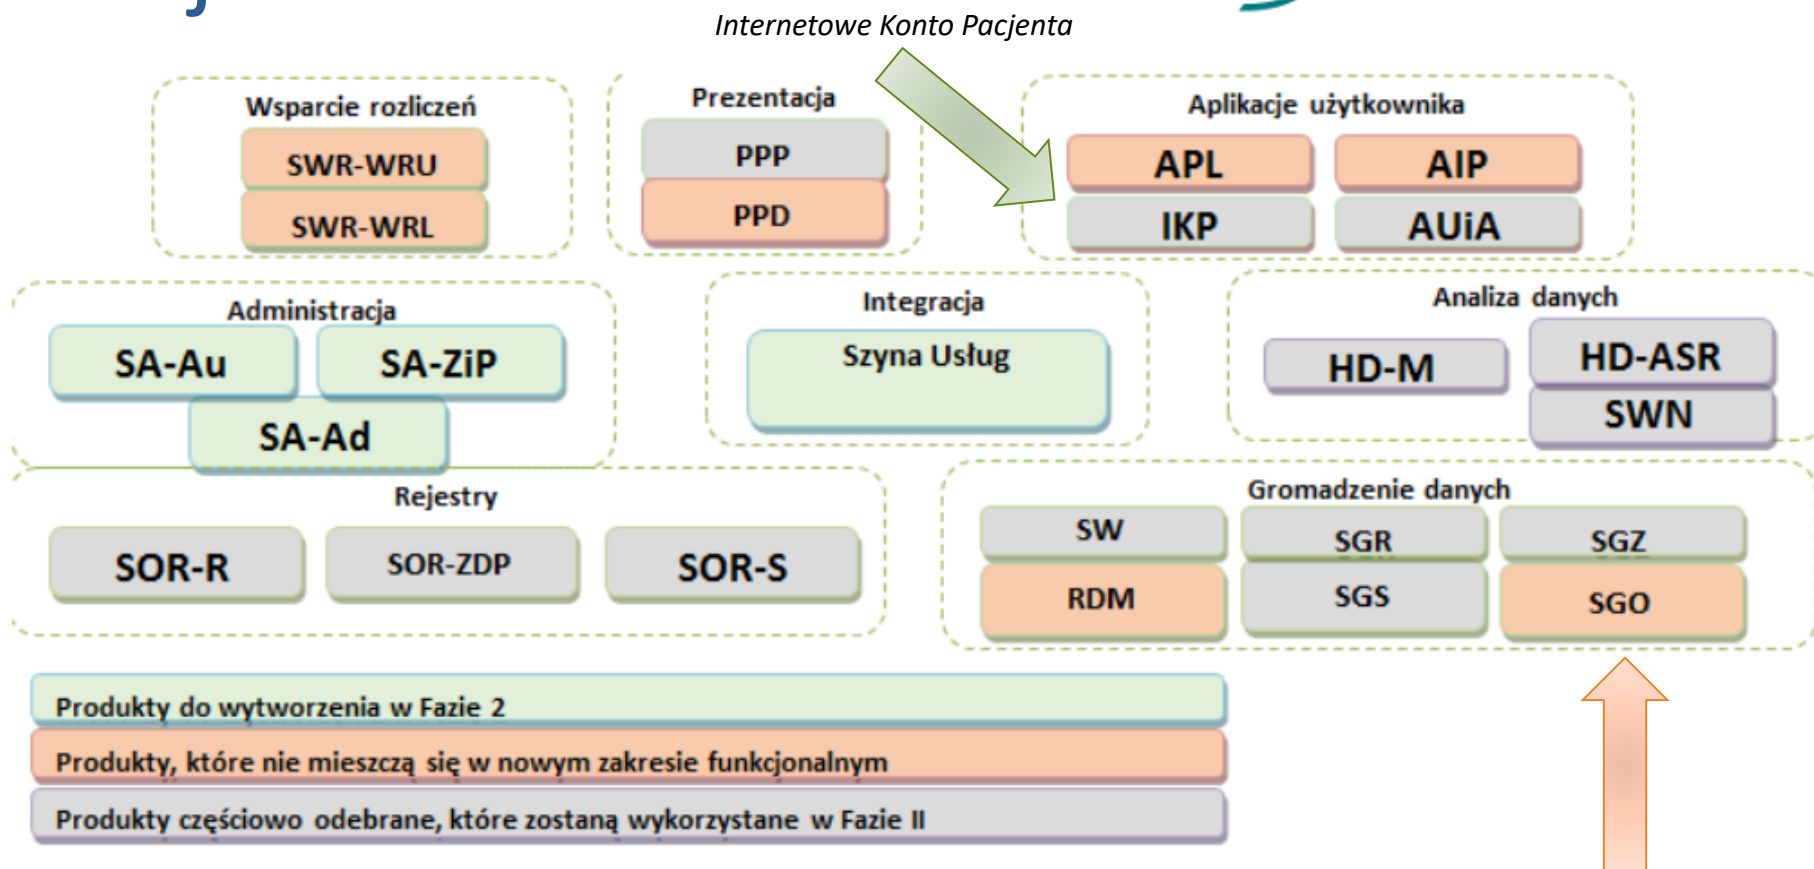 Internetowe Konto Pacjenta
Wsparcie rozliczeń
SWR-WRU
SWR-WRL
Prezentacja
PPP
PPD
Aplikacje użytkownika
APL
AIP
IKP
AUiA
Administracja
SA-Au
SA-ZiP
SA-Ad
Integracja
Szyna Usług
Analiza danych
HD-M
HD-ASR
SWN
Rejestry
SOR-R
SOR-ZDP
SOR-S
Gromadzenie danych
SW
SGR
SGZ
RDM
SGS
SGO
Produkty do wytworzenia w Fazie 2
Produkty, które nie mieszczą się w nowym zakresie funkcjonalnym
Produkty częściowo odebrane, które zostaną wykorzystane w Fazie II